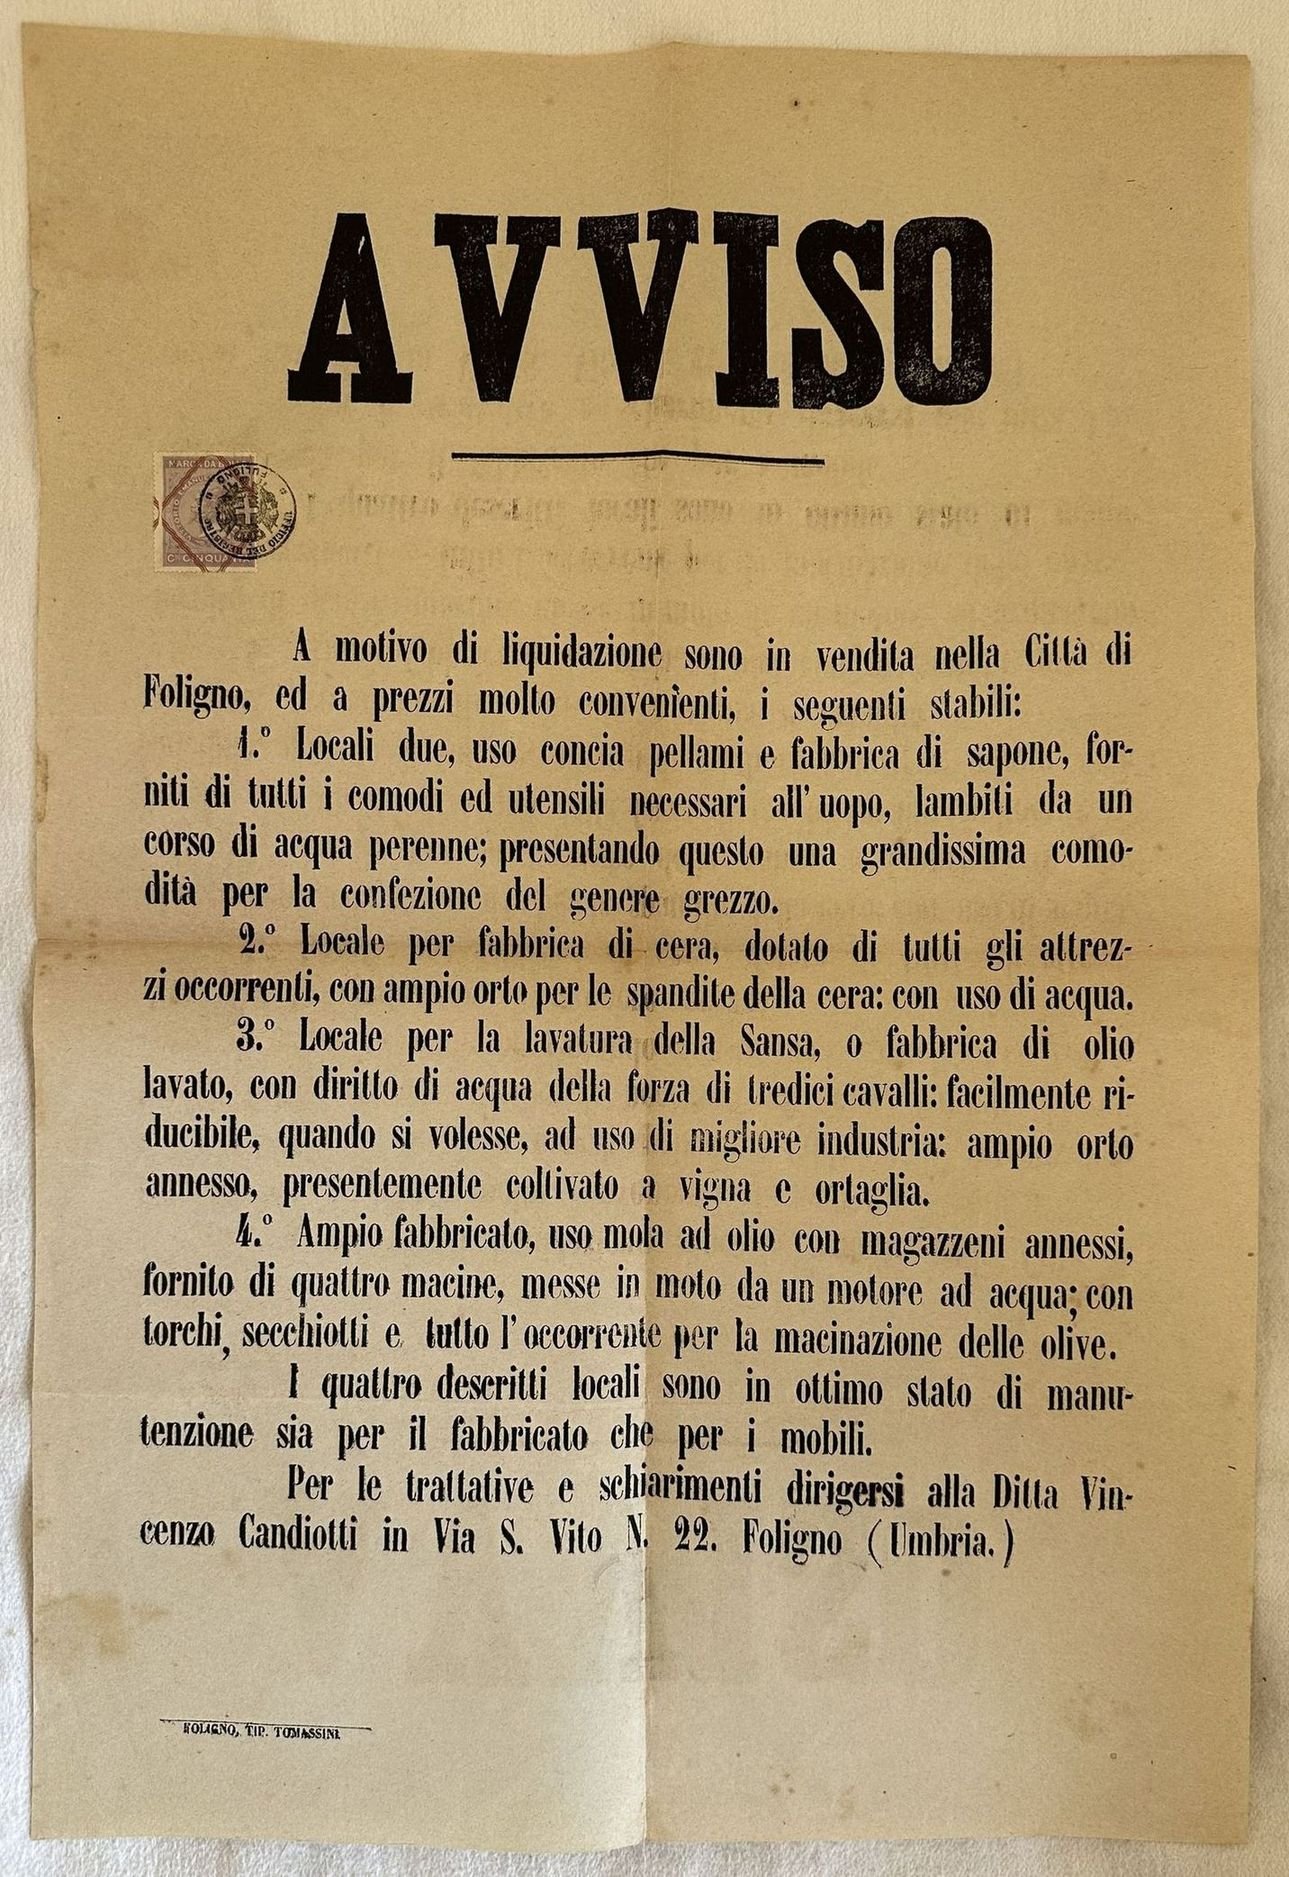 AVVISO
MARCA DA BOLLO
UFFICIO DEL REGISTRO
FULIGNO
CINQUANTA
A motivo di liquidazione sono in vendita nella Città di
Foligno, ed a prezzi molto convenienti, i seguenti stabili:
1.º Locali due, uso concia pellami e fabbrica di sapone, for-
niti di tutti i comodi ed utensili necessari all' uopo, lambiti da un
corso di acqua perenne; presentando questo una grandissima como-
dità per la confezione del genere grezzo.
2.º Locale per fabbrica di cera, dotato di tutti gli attrez-
zi occorrenti, con ampio orto per le spandite della cera: con uso di acqua.
3.º Locale per la lavatura della Sansa, o fabbrica di olio
lavato, con diritto di acqua della forza di tredici cavalli: facilmente ri-
ducibile, quando si volesse, ad uso di migliore industria: ampio orto
annesso, presentemente coltivato a vigna e ortaglia.
4.º Ampio fabbricato, uso mola ad olio con magazzeni annessi,
fornito di quattro macine, messe in moto da un motore ad acqua; con
torchi, secchiotti e tutto l' occorrente per la macinazione delle olive.
I quattro descritti locali sono in ottimo stato di manu-
tenzione sia per il fabbricato che per i mobili.
Per le trattative e schiarimenti dirigersi alla Ditta Vin-
cenzo Candiotti in Via S. Vito N. 22. Foligno (Umbria.)
FOLIGNO, TIP. TOMASSINI